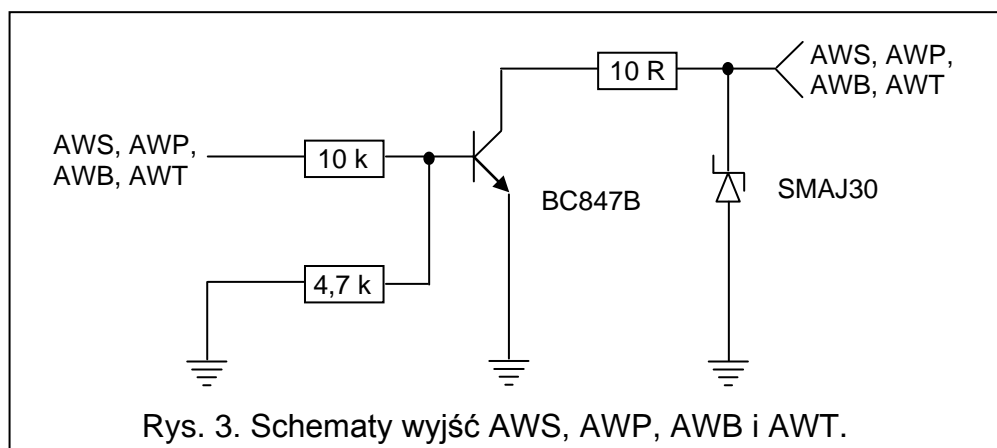 10 R
AWS, AWP,
AWB, AWT
AWS, AWP,
AWB, AWT
10 k
BC847B
SMAJ30
4,7 k
Rys. 3. Schematy wyjść AWS, AWP, AWB i AWT.